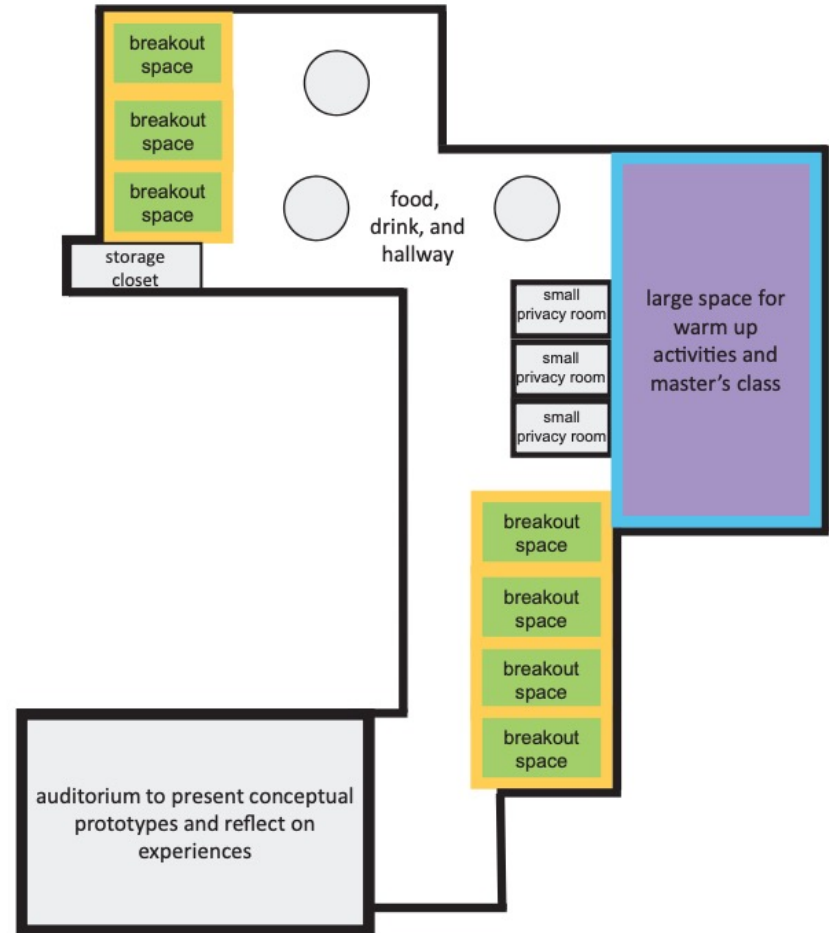 breakout
space
breakout
space
breakout
space
storage
closet
food,
drink, and
hallway
small
privacy room
small
privacy room
small
privacy room
large space for
warm up
activities and
master’s class
breakout
space
breakout
space
breakout
space
breakout
space
auditorium to present conceptual
prototypes and reflect on
experiences